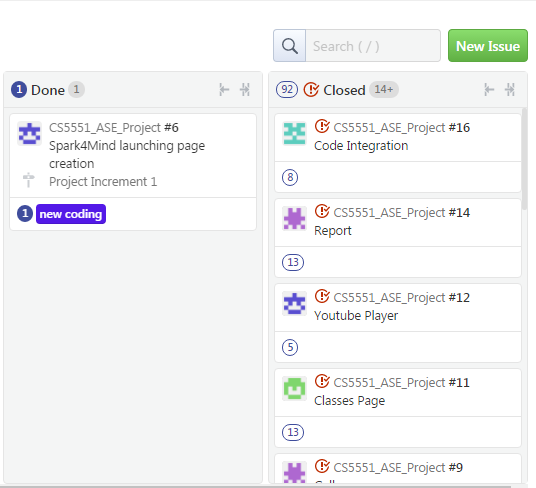 Search ( / )
New Issue
1 Done 1
CS5551_ASE_Project #6
Spark4Mind launching page
creation
Project Increment 1
1 new coding
92 Closed 14+
CS5551_ASE_Project #16
Code Integration
8
CS5551_ASE_Project #14
Report
13
CS5551_ASE_Project #12
Youtube Player
5
CS5551_ASE_Project #11
Classes Page
13
CS5551_ASE_Project #9